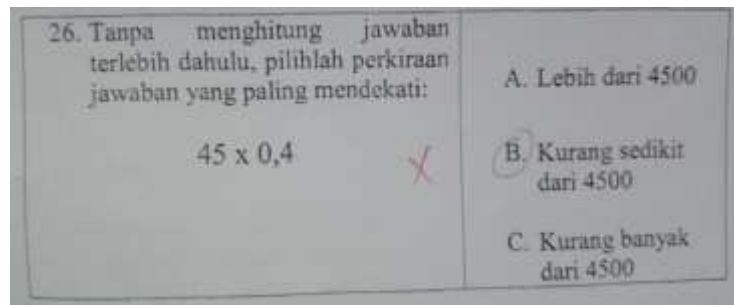 26. Tanpa menghitung jawaban
terlebih dahulu, pilihlah perkiraan
jawaban yang paling mendekati:
45 x 0,4
A. Lebih dari 4500
B. Kurang sedikit
dari 4500
C. Kurang banyak
dari 4500